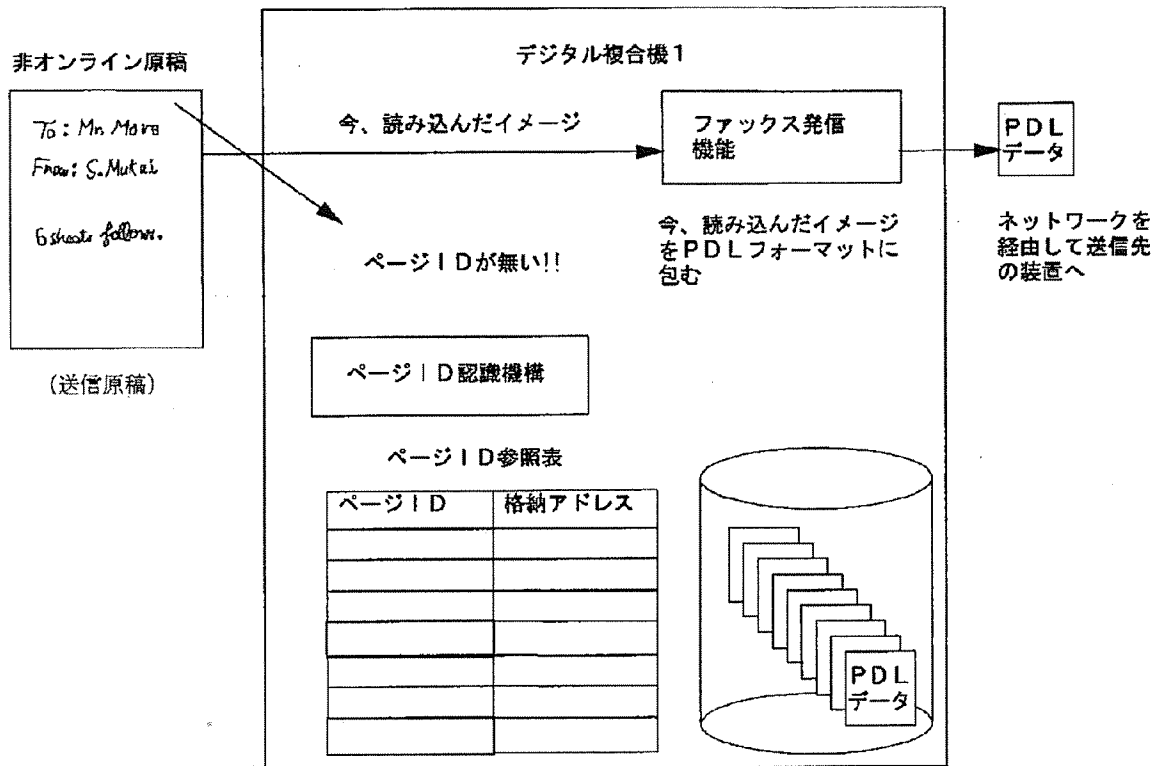 デジタル複合機1
非オンライン原稿
To: Mr. Mora
From: S. Mukai
6 sheets follows.
(送信原稿)
今、読み込んだイメージ
ファックス発信
機能
PDL
データ
ページIDが無い!!
今、読み込んだイメージ
をPDLフォーマットに
包む
ネットワークを
経由して送信先
の装置へ
ページID認識機構
ページID参照表
ページID
格納アドレス
PDL
データ